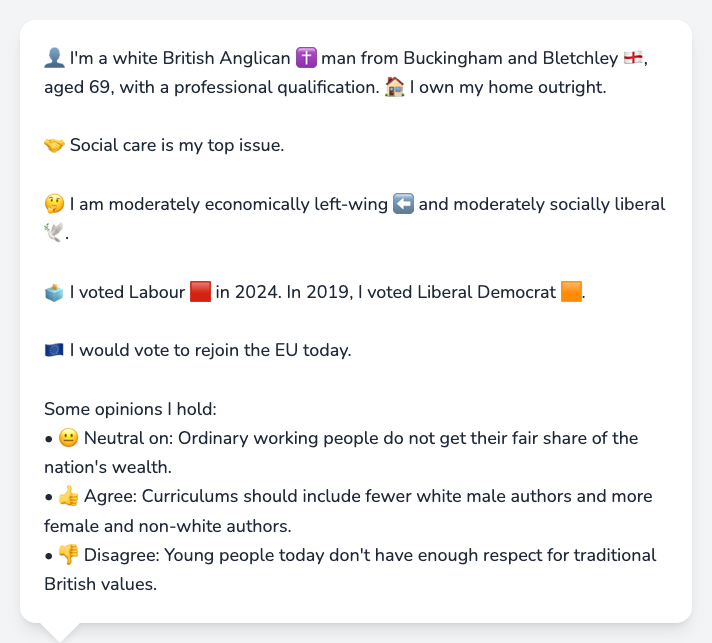 👤 I'm a white British Anglican ✝️ man from Buckingham and Bletchley 🏴󠁧󠁢󠁥󠁮󠁧󠁿,
aged 69, with a professional qualification. 🏠 I own my home outright.
🤝 Social care is my top issue.
🤔 I am moderately economically left-wing ⬅️ and moderately socially liberal
🕊️.
🗳️ I voted Labour 🟥 in 2024. In 2019, I voted Liberal Democrat 🟧.
🇪🇺 I would vote to rejoin the EU today.
Some opinions I hold:
• 😐 Neutral on: Ordinary working people do not get their fair share of the
nation's wealth.
• 👍 Agree: Curriculums should include fewer white male authors and more
female and non-white authors.
• 👎 Disagree: Young people today don't have enough respect for traditional
British values.